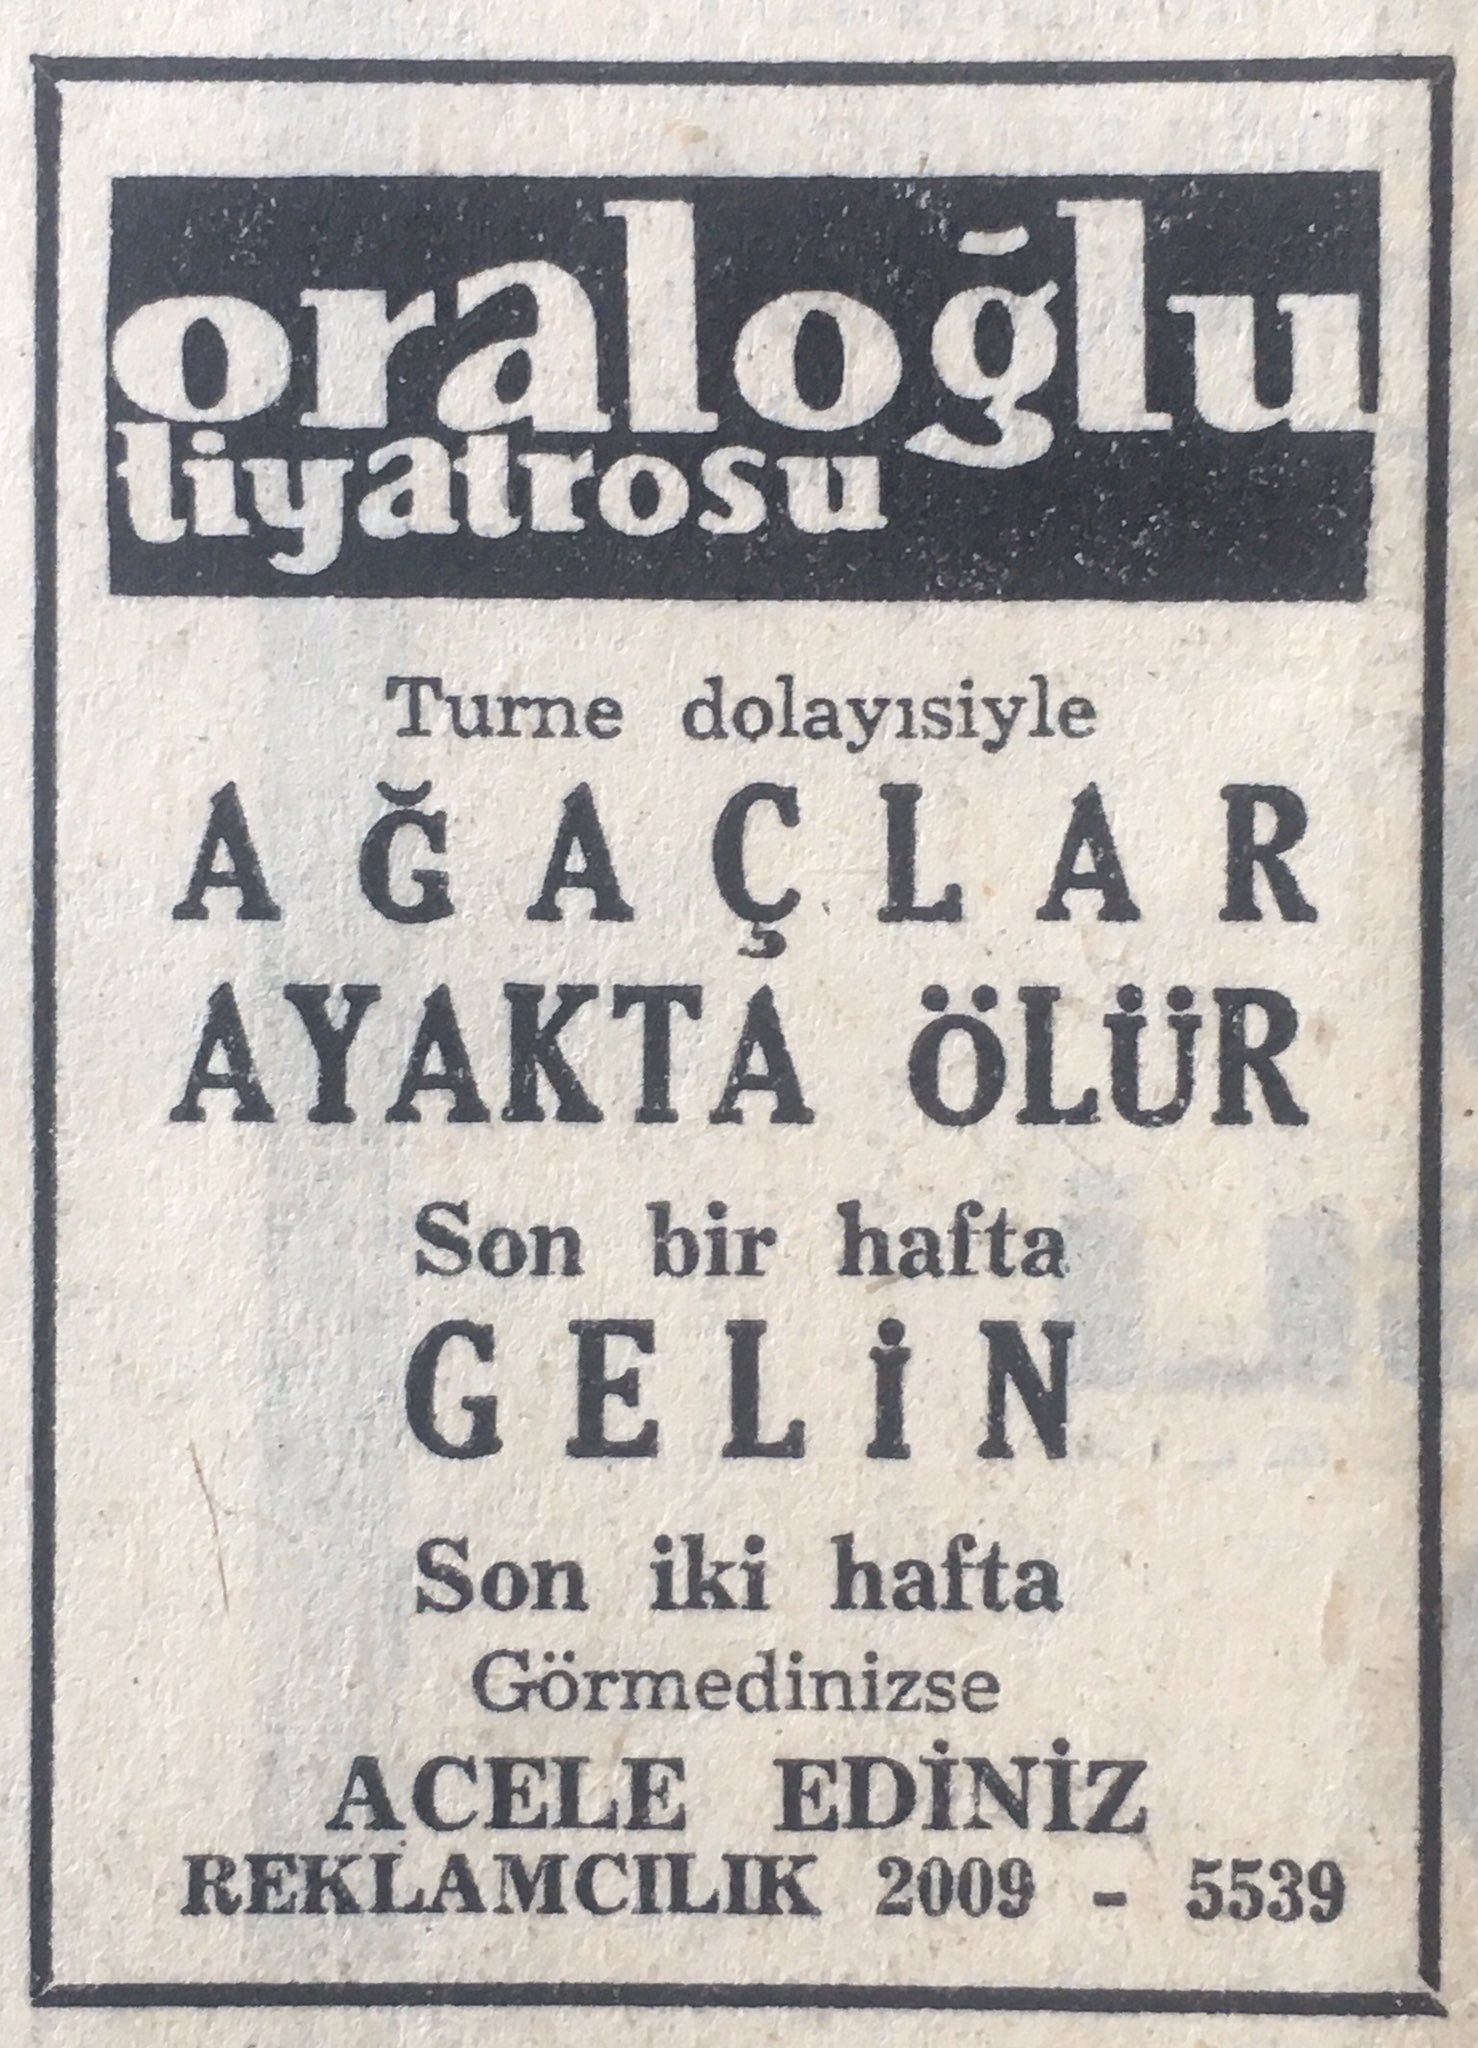 oraloğlu
tiyatrosu
Turne dolayısiyle
AĞAÇLAR
AYAKTA ÖLÜR
Son bir hafta
GELİN
Son iki hafta
Görmedinizse
ACELE EDİNİZ
REKLAMCILIK 2009 - 5539